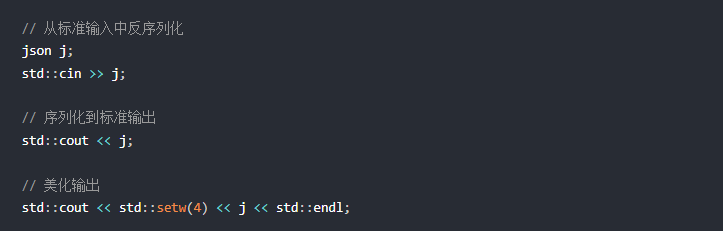 // 从标准输入中反序列化
json j;
std::cin >> j;
// 序列化到标准输出
std::cout << j;
// 美化输出
std::cout << std::setw(4) << j << std::endl;